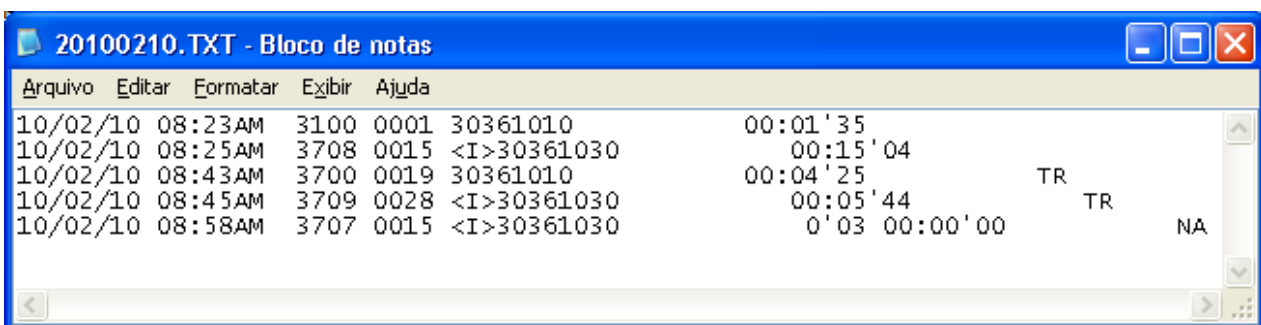 20100210.TXT - Bloco de notas
Arquivo Editar Formatar Exibir Ajuda
10/02/10 08:23AM 3100 0001 30361010 00:01'35
10/02/10 08:25AM 3708 0015 <I>30361030 00:15'04
10/02/10 08:43AM 3700 0019 30361010 00:04'25 TR
10/02/10 08:45AM 3709 0028 <I>30361030 00:05'44 TR
10/02/10 08:58AM 3707 0015 <I>30361030 0'03 00:00'00 NA